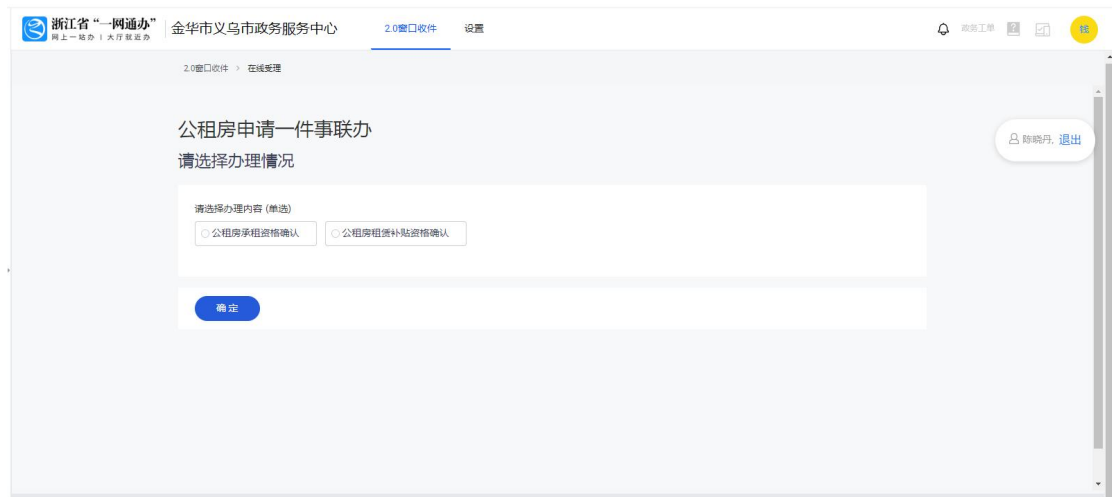 浙江省“一网通办”
网上一站办 | 大厅就近办
金华市义乌市政务服务中心
2.0窗口收件
设置
政务工单
钱
2.0窗口收件 > 在线受理
公租房申请一件事联办
陈晓丹, 退出
请选择办理情况
请选择办理内容 (单选)
公租房承租资格确认
公租房租赁补贴资格确认
确定